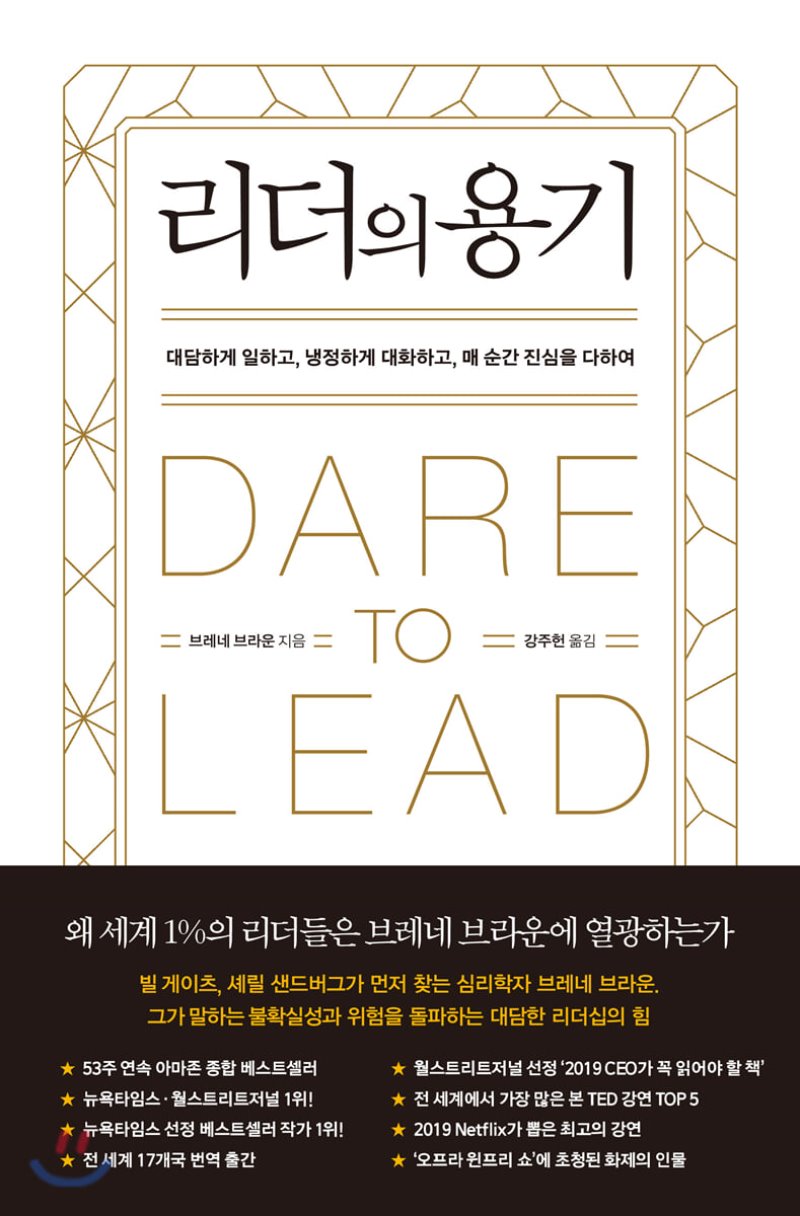 리더의 용기
대담하게 일하고, 냉정하게 대화하고, 매 순간 진심을 다하여
DARE
브레네 브라운 지음 TO 강주헌 옮김
LEAD
왜 세계 1%의 리더들은 브레네 브라운에 열광하는가
빌 게이츠, 셰릴 샌드버그가 먼저 찾는 심리학자 브레네 브라운.
그가 말하는 불확실성과 위험을 돌파하는 대담한 리더십의 힘
★ 53주 연속 아마존 종합 베스트셀러
★ 뉴욕타임스·월스트리트저널 1위!
★ 뉴욕타임스 선정 베스트셀러 작가 1위!
★ 전 세계 17개국 번역 출간
★ 월스트리트저널 선정 ‘2019 CEO가 꼭 읽어야 할 책’
★ 전 세계에서 가장 많은 본 TED 강연 TOP 5
★ 2019 Netflix가 뽑은 최고의 강연
★ ‘오프라 윈프리 쇼’에 초청된 화제의 인물